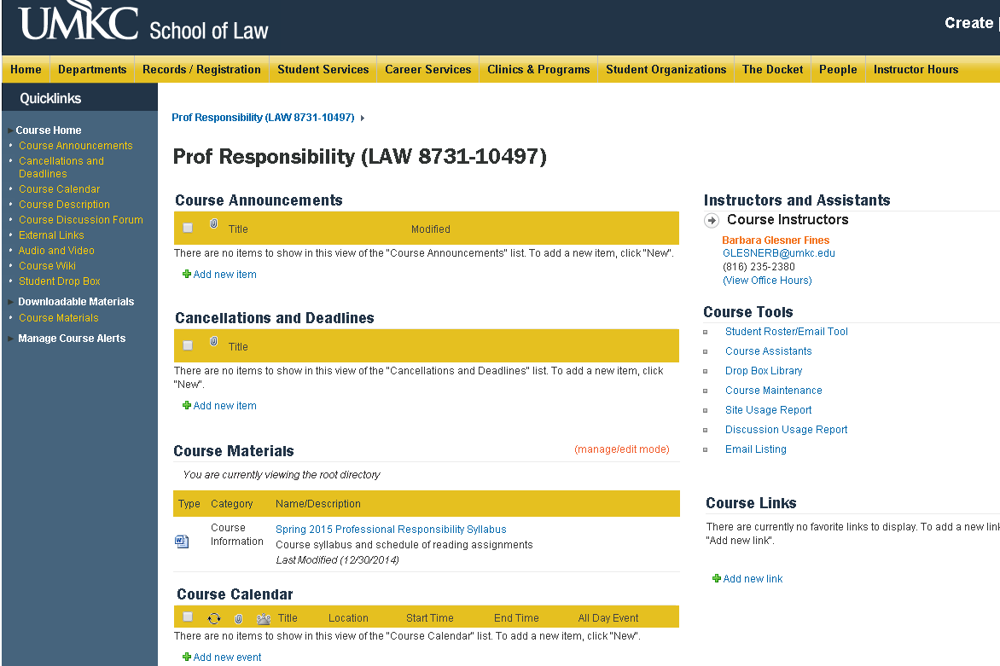 UMKC School of Law
Create
Home Departments Records / Registration Student Services Career Services Clinics & Programs Student Organizations The Docket People Instructor Hours
Quicklinks
Course Home
Course Announcements
Cancellations and
Deadlines
Course Calendar
Course Description
Course Discussion Forum
External Links
Audio and Video
Course Wiki
Student Drop Box
Downloadable Materials
Course Materials
Manage Course Alerts
Prof Responsibility (LAW 8731-10497)
Prof Responsibility (LAW 8731-10497)
Course Announcements
Title Modified
There are no items to show in this view of the "Course Announcements" list. To add a new item, click "New".
Add new item
Cancellations and Deadlines
Title
There are no items to show in this view of the "Cancellations and Deadlines" list. To add a new item, click
"New".
Add new item
Course Materials (manage/edit mode)
You are currently viewing the root directory
Type Category Name/Description
Course
Information
Spring 2015 Professional Responsibility Syllabus
Course syllabus and schedule of reading assignments
Last Modified (12/30/2014)
Course Calendar
Title Location Start Time End Time All Day Event
There are no items to show in this view of the "Course Calendar" list. To add a new item, click "New".
Add new event
Instructors and Assistants
Course Instructors
Barbara Glesner Fines
GLESNERB@umkc.edu
(816) 235-2380
(View Office Hours)
Course Tools
Student Roster/Email Tool
Course Assistants
Drop Box Library
Course Maintenance
Site Usage Report
Discussion Usage Report
Email Listing
Course Links
There are currently no favorite links to display. To add a new link
"Add new link".
Add new link